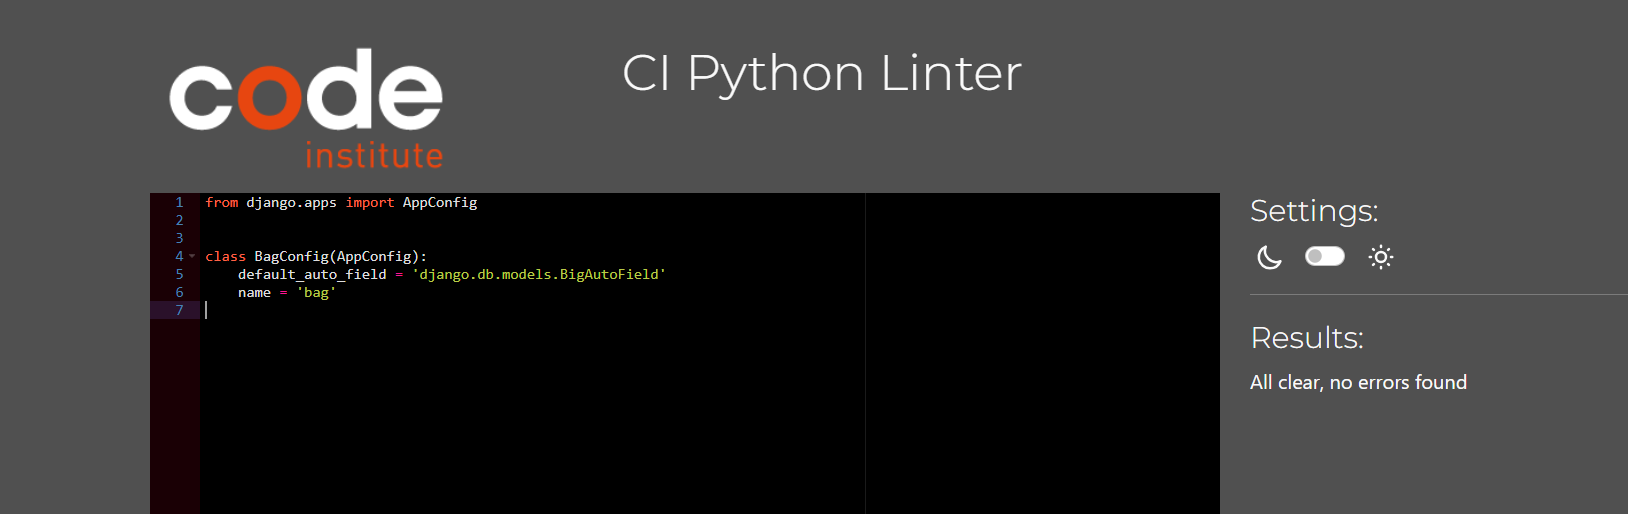 code
institute
CI Python Linter
1 from django.apps import AppConfig
2
3
4 class BagConfig(AppConfig):
5     default_auto_field = 'django.db.models.BigAutoField'
6     name = 'bag'
7
Settings:
Results:
All clear, no errors found